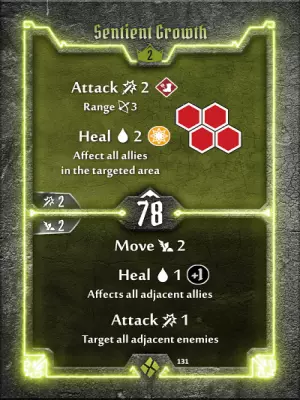 Sentient Growth
2
Attack 2
Range 3
Heal 2
Affect all allies
in the targeted area
2
78
2
Move 2
Heal 1 +1
Affects all adjacent allies
Attack 1
Target all adjacent enemies
131